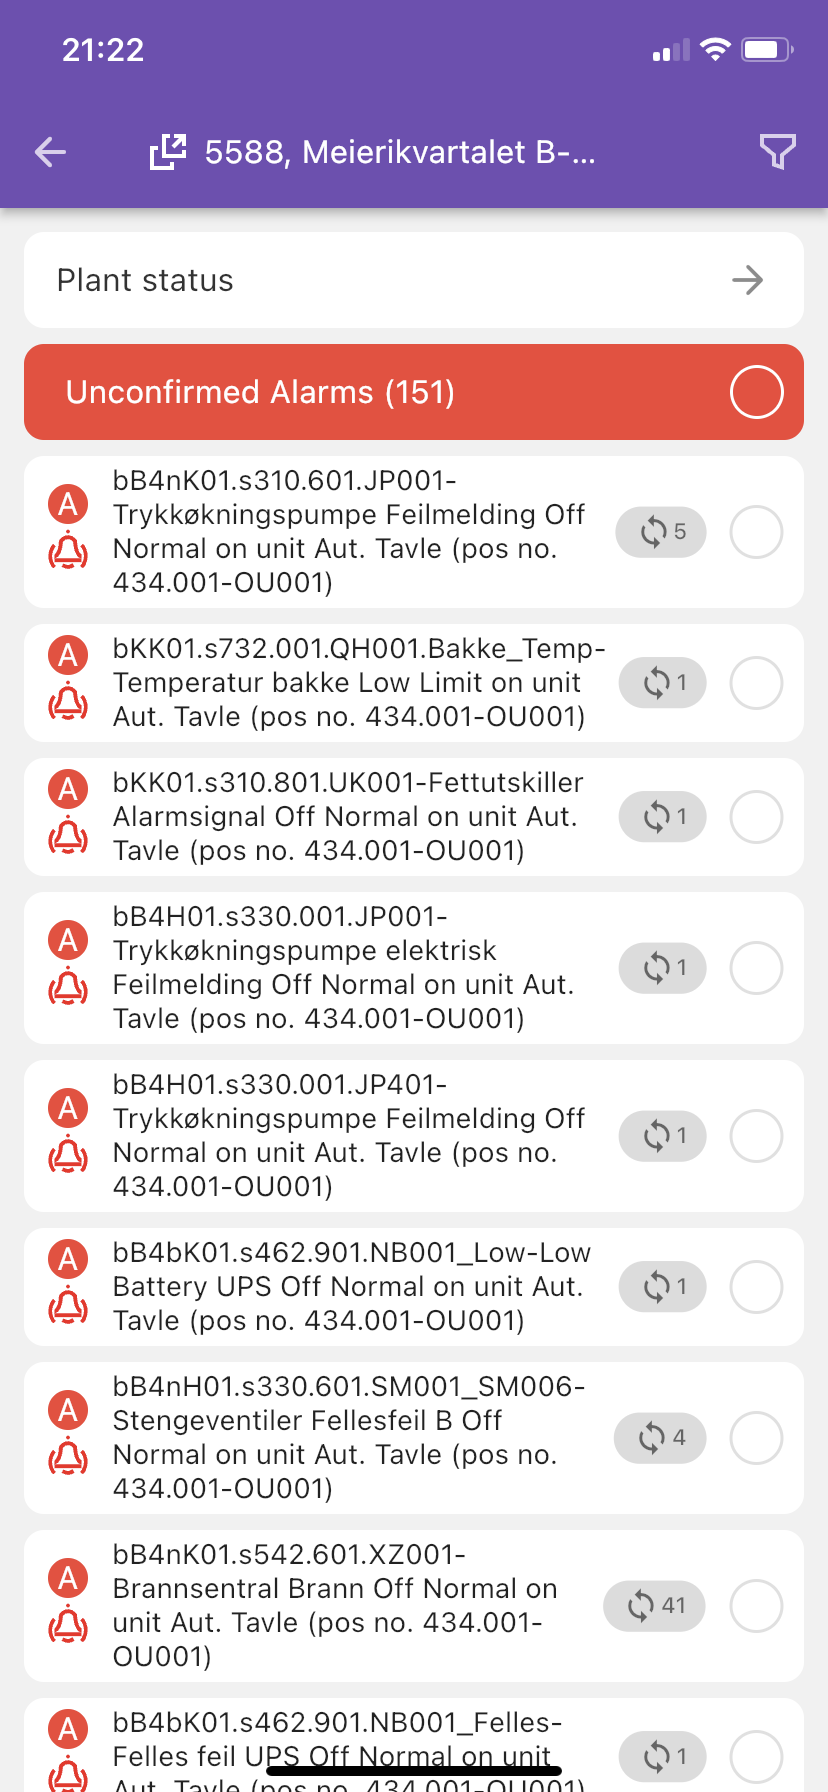 21:22
5588, Meierikvartalet B-...
Plant status
Unconfirmed Alarms (151)
A
bB4nK01.s310.601.JP001-
Trykkøkningspumpe Feilmelding Off
Normal on unit Aut. Tavle (pos no.
434.001-OU001)
5
A
bKK01.s732.001.QH001.Bakke_Temp-
Temperatur bakke Low Limit on unit
Aut. Tavle (pos no. 434.001-OU001)
1
A
bKK01.s310.801.UK001-Fettutskiller
Alarmsignal Off Normal on unit Aut.
Tavle (pos no. 434.001-OU001)
1
A
bB4H01.s330.001.JP001-
Trykkøkningspumpe elektrisk
Feilmelding Off Normal on unit Aut.
Tavle (pos no. 434.001-OU001)
1
A
bB4H01.s330.001.JP401-
Trykkøkningspumpe Feilmelding Off
Normal on unit Aut. Tavle (pos no.
434.001-OU001)
1
A
bB4bK01.s462.901.NB001_Low-Low
Battery UPS Off Normal on unit Aut.
Tavle (pos no. 434.001-OU001)
1
A
bB4nH01.s330.601.SM001_SM006-
Stengeventiler Fellesfeil B Off
Normal on unit Aut. Tavle (pos no.
434.001-OU001)
4
A
bB4nK01.s542.601.XZ001-
Brannsentral Brann Off Normal on
unit Aut. Tavle (pos no. 434.001-
OU001)
41
A
bB4bK01.s462.901.NB001_Felles-
Felles feil UPS Off Normal on unit
Aut. Tavle (pos no. 434.001-OU001)
1